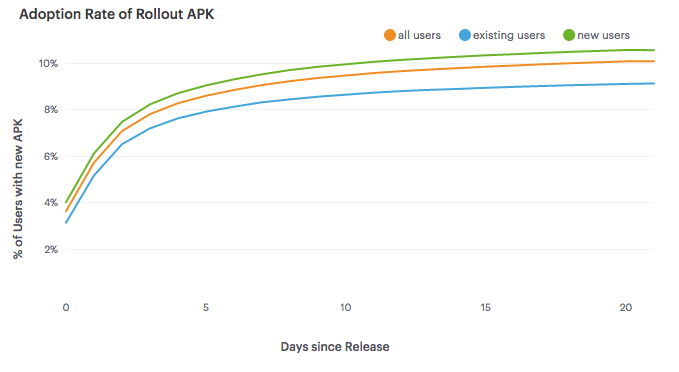 Adoption Rate of Rollout APK
all users existing users new users
10%
8%
6%
4%
2%
% of Users with new APK
0 5 10 15 20
Days since Release